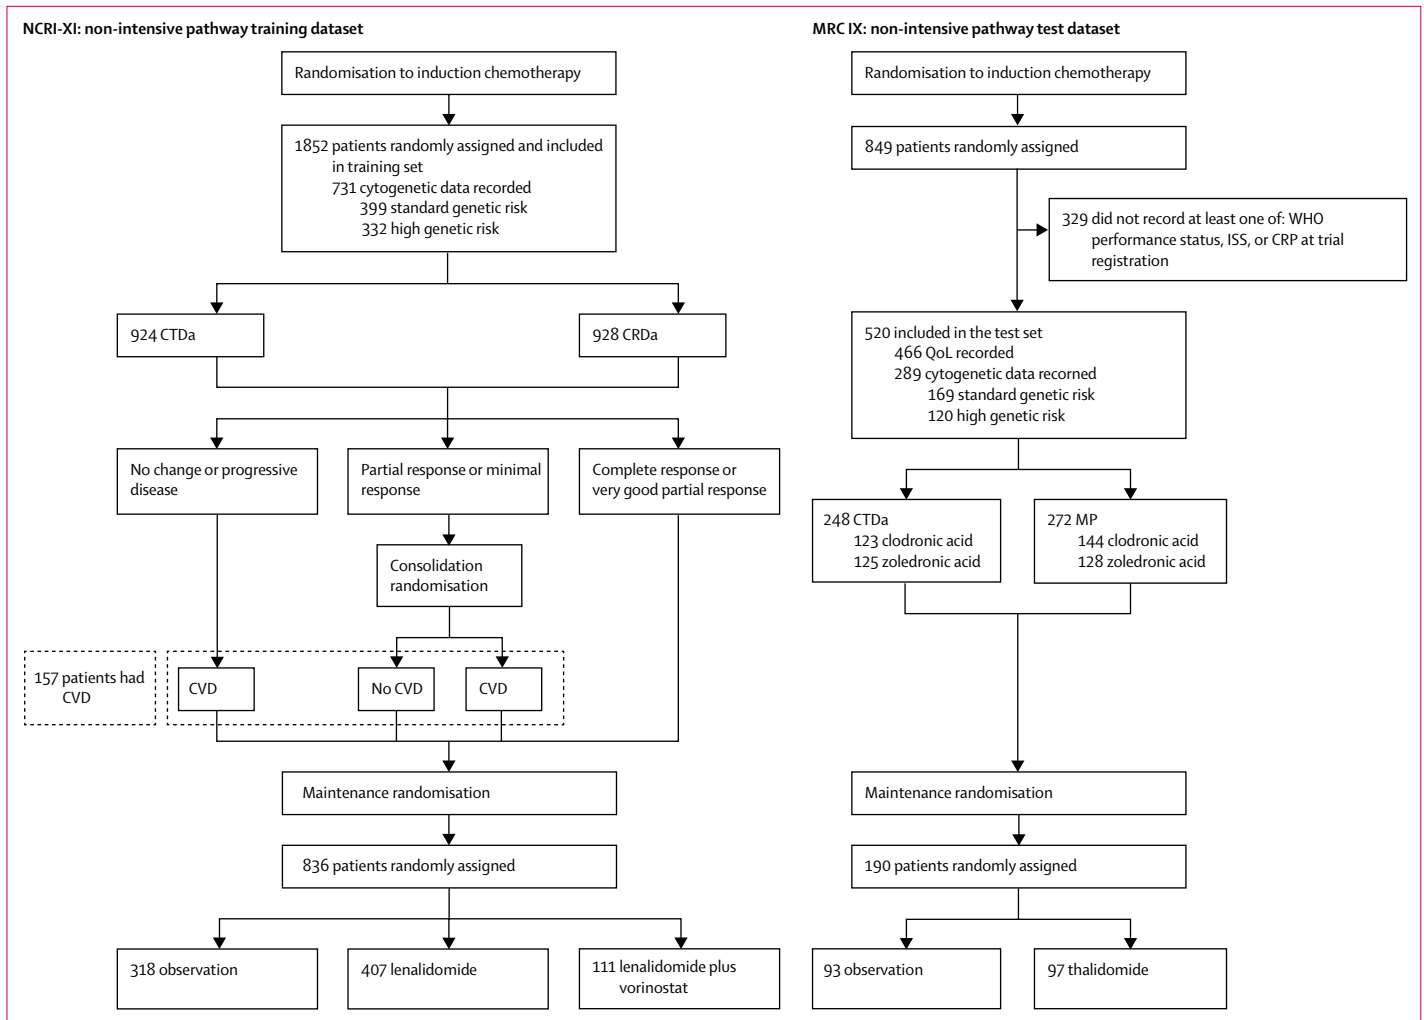 NCRI-XI: non-intensive pathway training dataset
Randomisation to induction chemotherapy
1852 patients randomly assigned and included
in training set
731 cytogenetic data recorded
399 standard genetic risk
332 high genetic risk
924 CTDa
928 CRDa
No change or progressive
disease
Partial response or minimal
response
Complete response or
very good partial response
Consolidation
randomisation
157 patients had
CVD
CVD
No CVD
CVD
Maintenance randomisation
836 patients randomly assigned
318 observation
407 lenalidomide
111 lenalidomide plus
vorinostat
MRC IX: non-intensive pathway test dataset
Randomisation to induction chemotherapy
849 patients randomly assigned
329 did not record at least one of: WHO
performance status, ISS, or CRP at trial
registration
520 included in the test set
466 QoL recorded
289 cytogenetic data recorned
169 standard genetic risk
120 high genetic risk
248 CTDa
123 clodronic acid
125 zoledronic acid
272 MP
144 clodronic acid
128 zoledronic acid
Maintenance randomisation
190 patients randomly assigned
93 observation
97 thalidomide